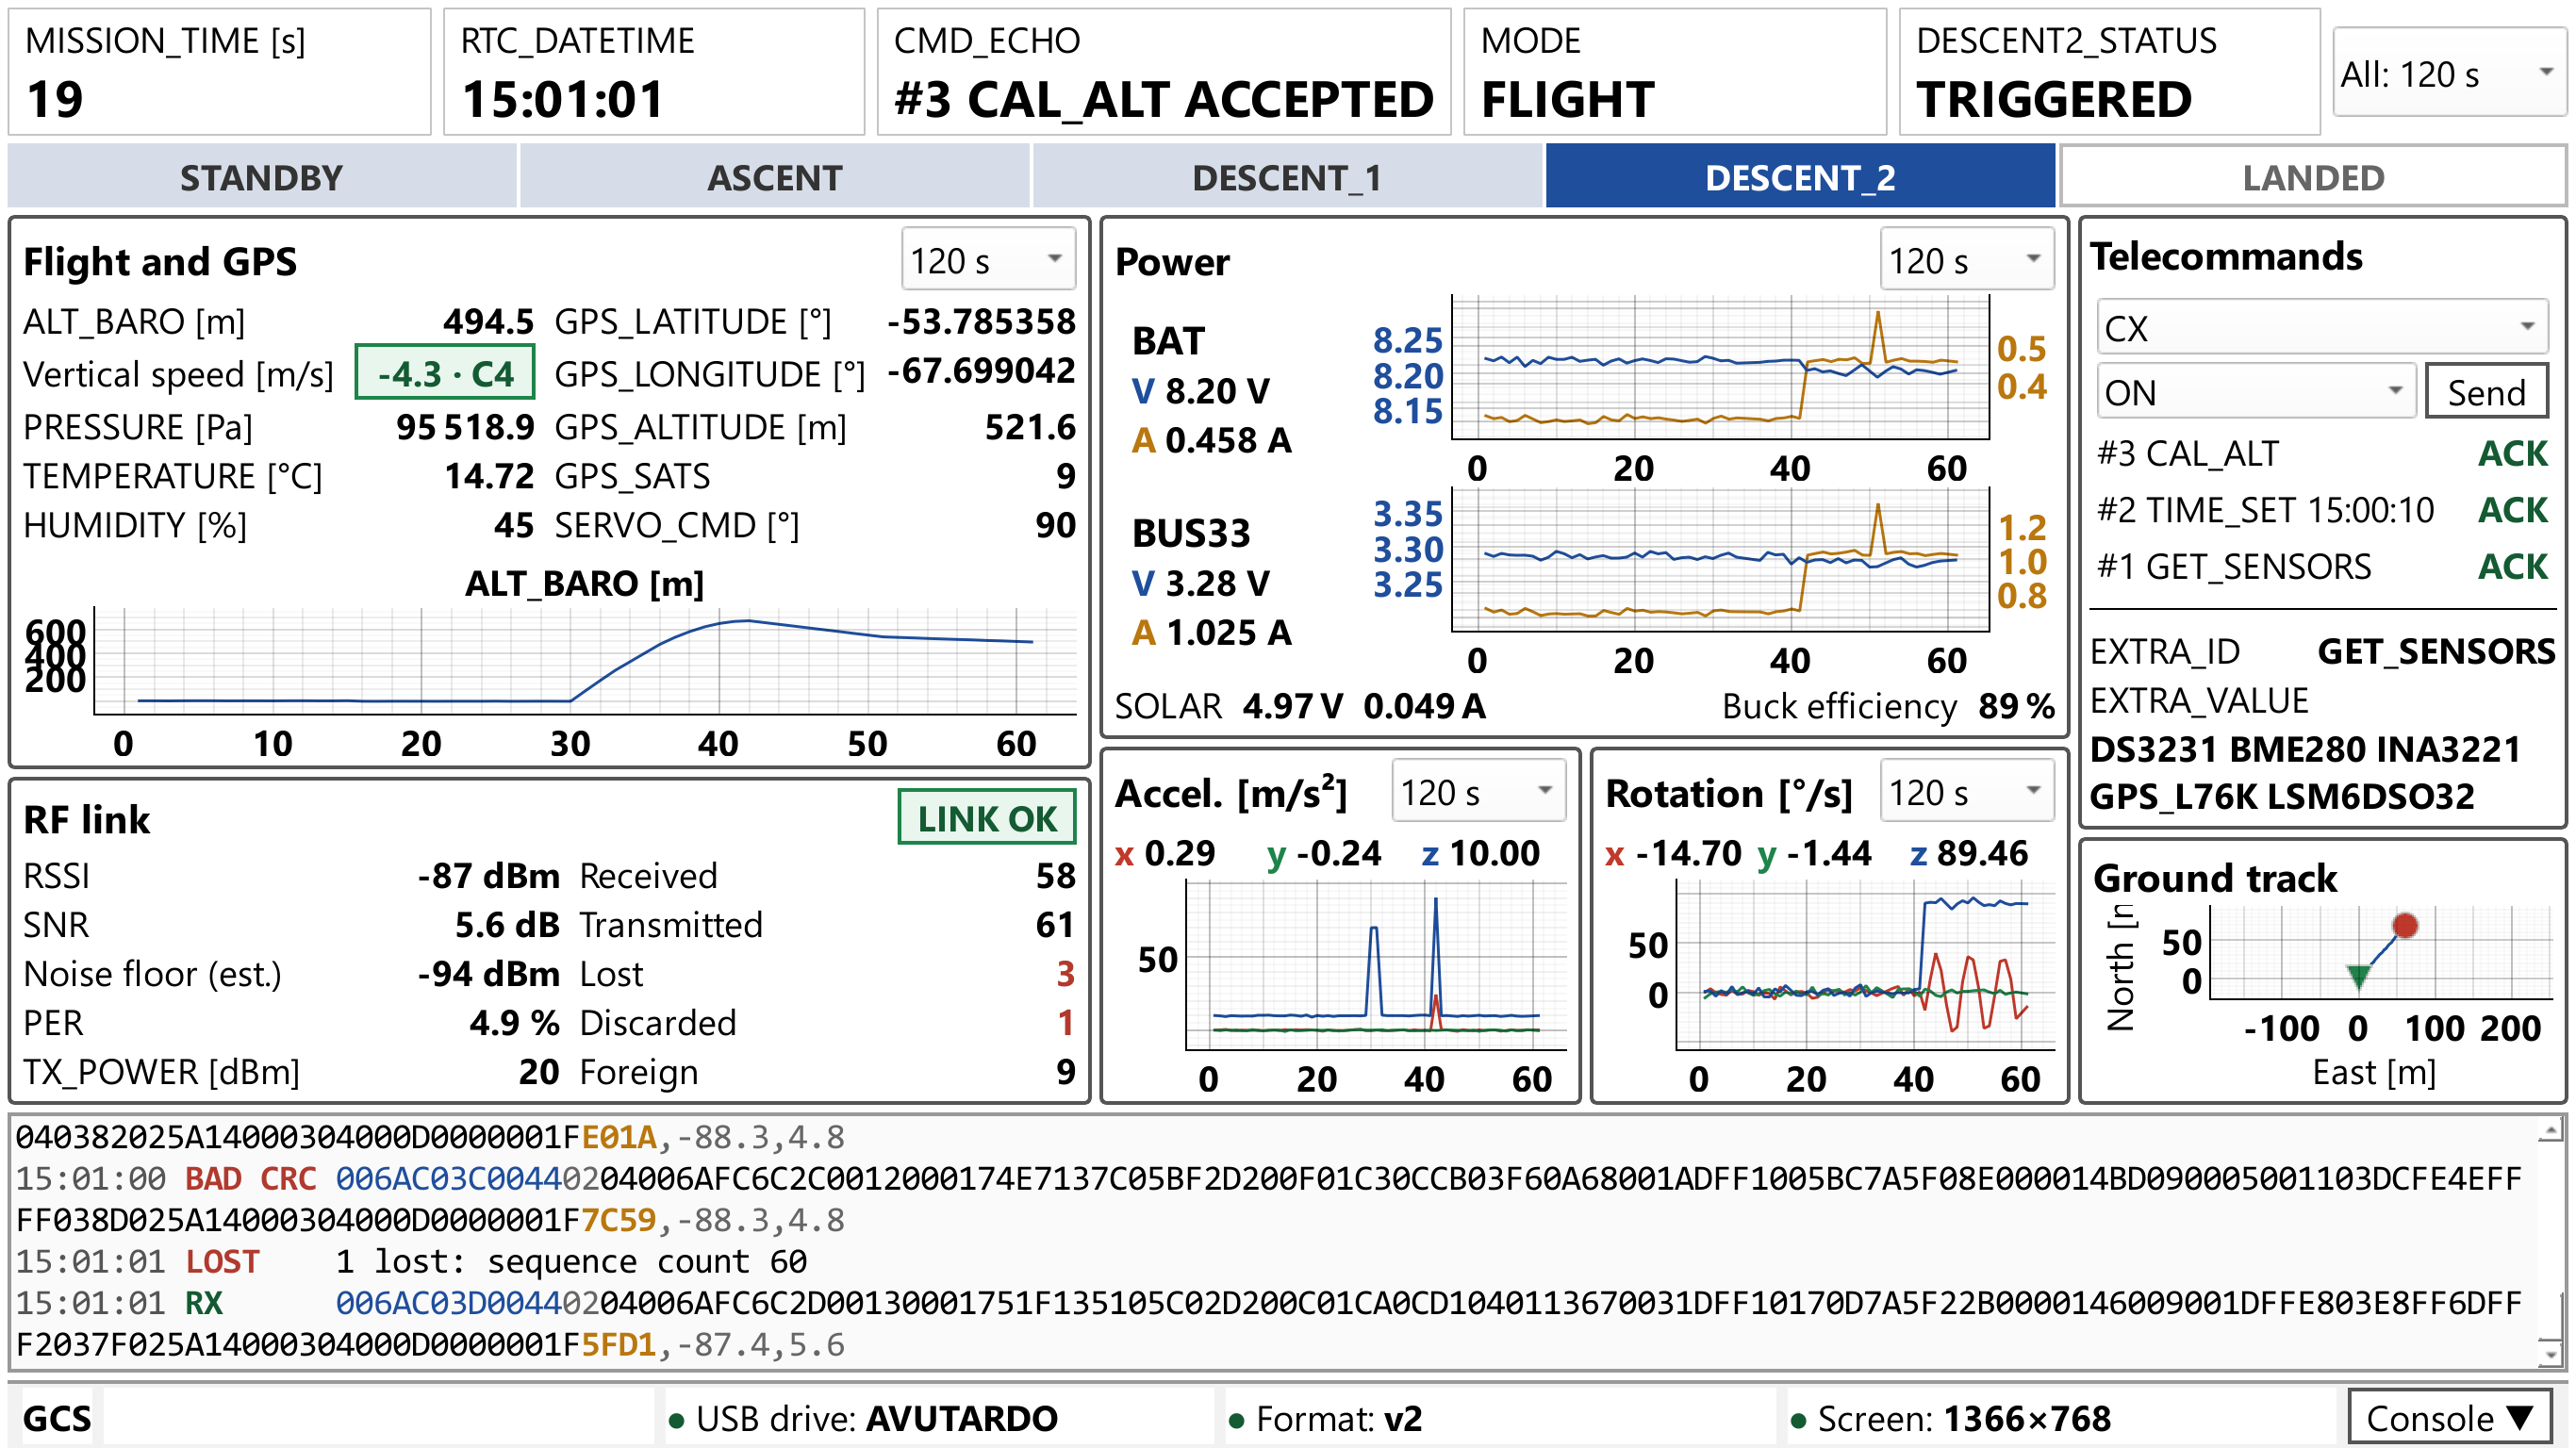 MISSION_TIME [s]
19
RTC_DATETIME
15:01:01
CMD_ECHO
#3 CAL_ALT ACCEPTED
MODE
FLIGHT
DESCENT2_STATUS
TRIGGERED
All: 120 s
STANDBY
ASCENT
DESCENT_1
DESCENT_2
LANDED
Flight and GPS
120 s
ALT_BARO [m] 494.5 GPS_LATITUDE [°] -53.785358
Vertical speed [m/s] -4.3 · C4 GPS_LONGITUDE [°] -67.699042
PRESSURE [Pa] 95 518.9 GPS_ALTITUDE [m] 521.6
TEMPERATURE [°C] 14.72 GPS_SATS 9
HUMIDITY [%] 45 SERVO_CMD [°] 90
ALT_BARO [m]
600
400
200
0 10 20 30 40 50 60
RF link
LINK OK
RSSI -87 dBm Received 58
SNR 5.6 dB Transmitted 61
Noise floor (est.) -94 dBm Lost 3
PER 4.9 % Discarded 1
TX_POWER [dBm] 20 Foreign 9
Power
120 s
BAT
V 8.20 V
A 0.458 A
8.25
8.20
8.15
0.5
0.4
0 20 40 60
BUS33
V 3.28 V
A 1.025 A
3.35
3.30
3.25
1.2
1.0
0.8
0 20 40 60
SOLAR 4.97 V 0.049 A Buck efficiency 89 %
Accel. [m/s²]
120 s
x 0.29 y -0.24 z 10.00
50
0 20 40 60
Rotation [°/s]
120 s
x -14.70 y -1.44 z 89.46
50
0
0 20 40 60
Telecommands
CX
ON
Send
#3 CAL_ALT ACK
#2 TIME_SET 15:00:10 ACK
#1 GET_SENSORS ACK
EXTRA_ID GET_SENSORS
EXTRA_VALUE
DS3231 BME280 INA3221
GPS_L76K LSM6DSO32
Ground track
North [
50
0
-100 0 100 200
East [m]
040382025A14000304000D0000001FE01A,-88.3,4.8
15:01:00 BAD CRC 006AC03C00440204006AFC6C2C0012000174E7137C05BF2D200F01C30CCB03F60A68001ADFF1005BC7A5F08E000014BD090005001103DCFE4EFF
FF038D025A14000304000D0000001F7C59,-88.3,4.8
15:01:01 LOST 1 lost: sequence count 60
15:01:01 RX 006AC03D00440204006AFC6C2D00130001751F135105C02D200C01CA0CD1040113670031DFF10170D7A5F22B0000146009001DFFE803E8FF6DFF
F2037F025A14000304000D0000001F5FD1,-87.4,5.6
GCS
USB drive: AVUTARDO
Format: v2
Screen: 1366×768
Console ▼